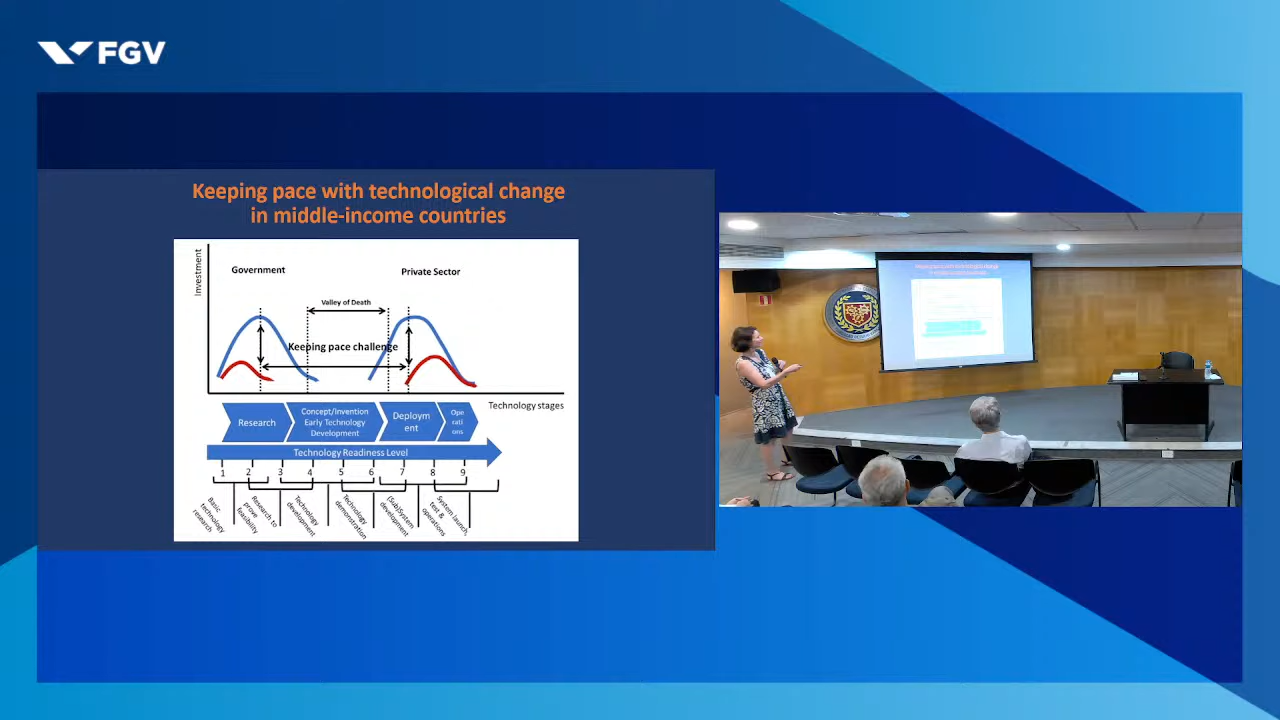 FGV
Keeping pace with technological change
in middle-income countries
Investment
Government
Private Sector
Valley of Death
Keeping pace challenge
Technology stages
Research
Concept/Invention
Early Technology
Development
Deploym
ent
Ope
rati
ons
Technology Readiness Level
1 2 3 4 5 6 7 8 9
Basic
technology
research
Research to
prove
feasibility
Technology
development
Technology
demonstration
(Sub)System
development
System launch,
test &
operations